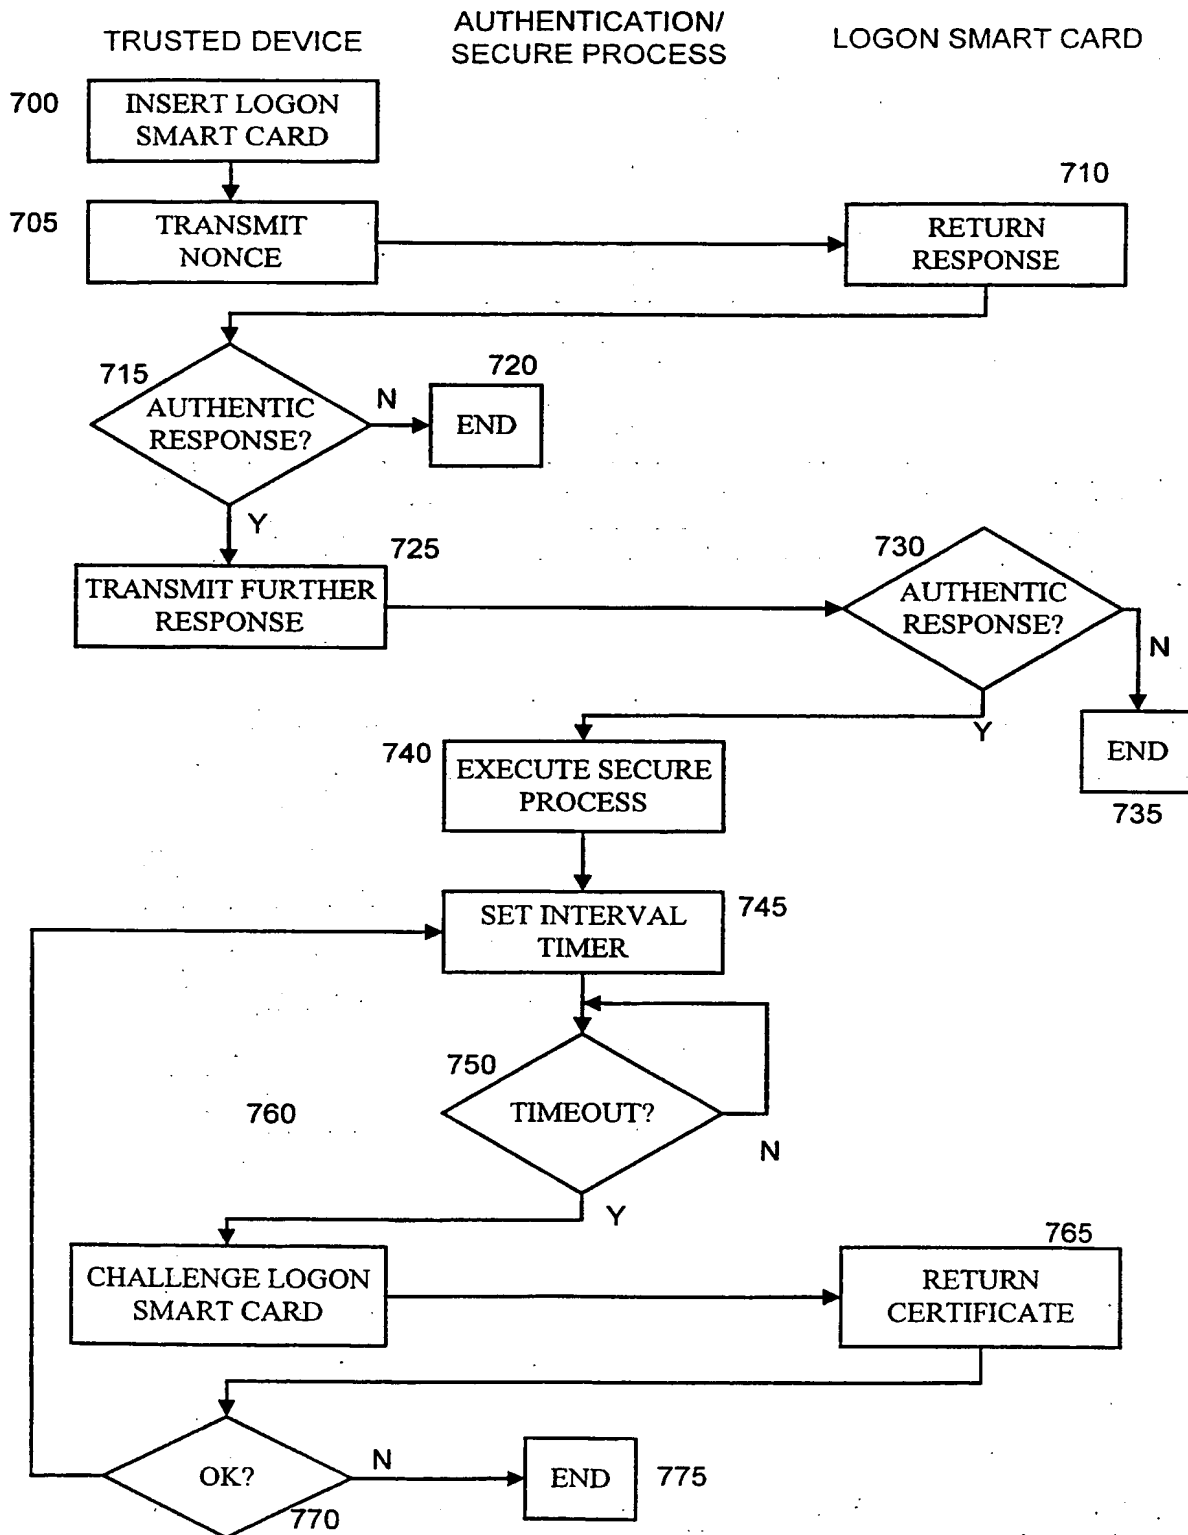 TRUSTED DEVICE
AUTHENTICATION/
SECURE PROCESS
LOGON SMART CARD
700
INSERT LOGON
SMART CARD
705
TRANSMIT
NONCE
710
RETURN
RESPONSE
715
AUTHENTIC
RESPONSE?
N
720
END
Y
725
TRANSMIT FURTHER
RESPONSE
730
AUTHENTIC
RESPONSE?
N
Y
END
735
740
EXECUTE SECURE
PROCESS
SET INTERVAL
TIMER
745
750
TIMEOUT?
N
760
Y
CHALLENGE LOGON
SMART CARD
765
RETURN
CERTIFICATE
OK?
770
N
END
775